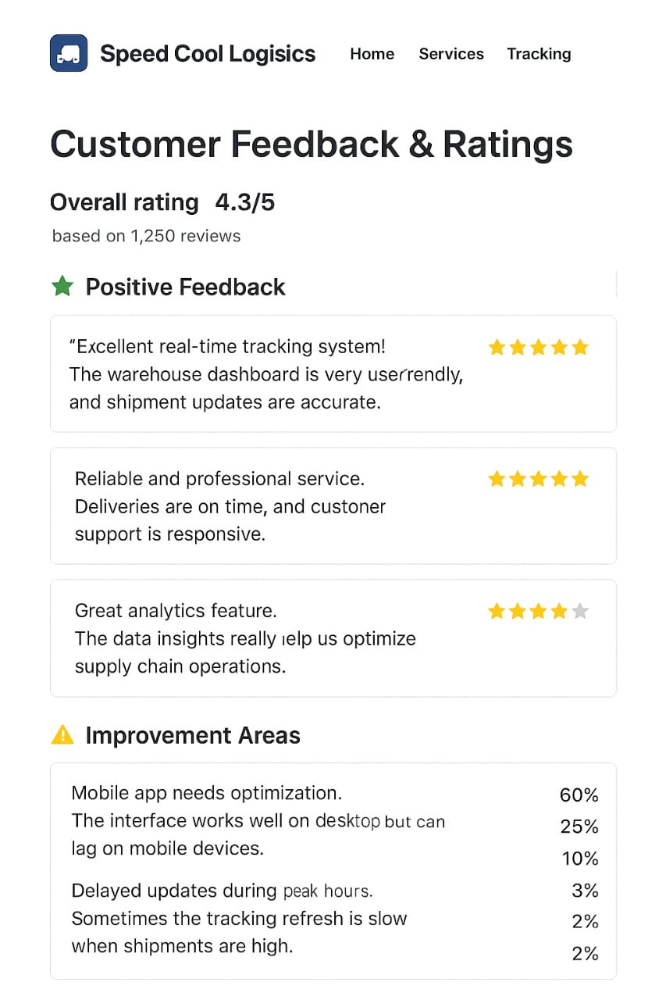 Speed Cool Logisics
Home Services Tracking
Customer Feedback & Ratings
Overall rating 4.3/5
based on 1,250 reviews
Positive Feedback
“Excellent real-time tracking system!
The warehouse dashboard is very userrendly,
and shipment updates are accurate.
Reliable and professional service.
Deliveries are on time, and custoner
support is responsive.
Great analytics feature.
The data insights really ıelp us optimize
supply chain operations.
Improvement Areas
Mobile app needs optimization.
60%
The interface works well on desktop but can
25%
lag on mobile devices.
10%
Delayed updates during peak hours.
3%
Sometimes the tracking refresh is slow
2%
when shipments are high.
2%